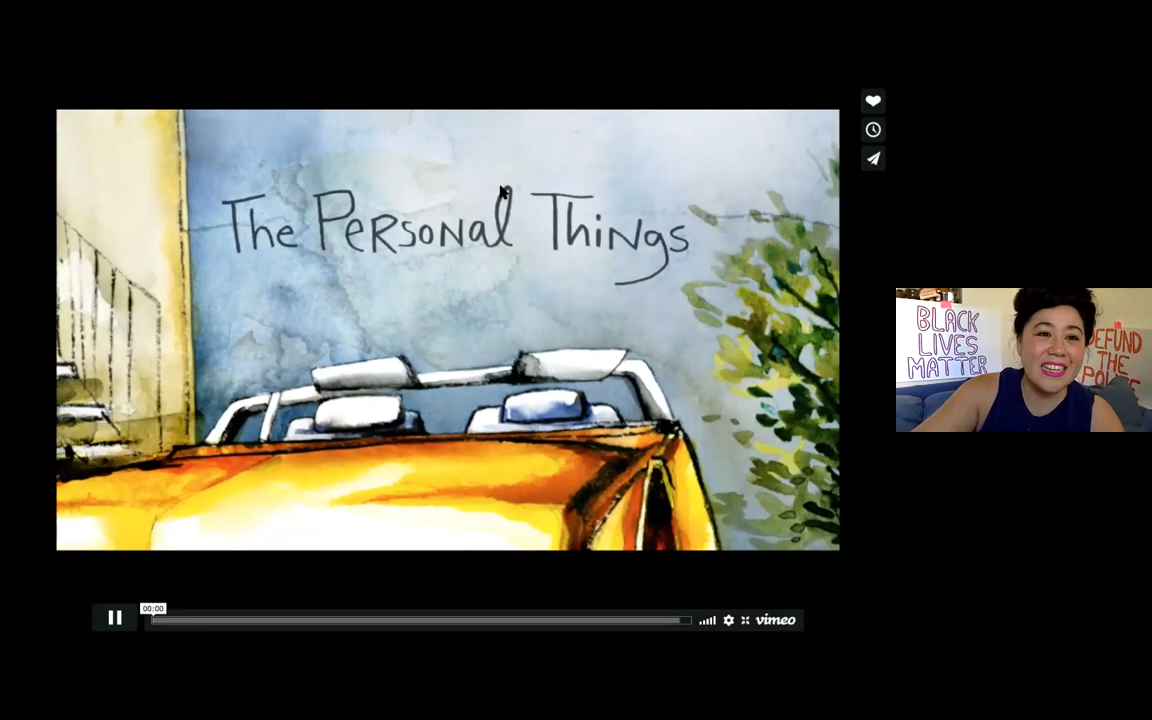 The Personal Things
00:00
vimeo
BLACK
LIVES
MATTER
DEFUND
THE